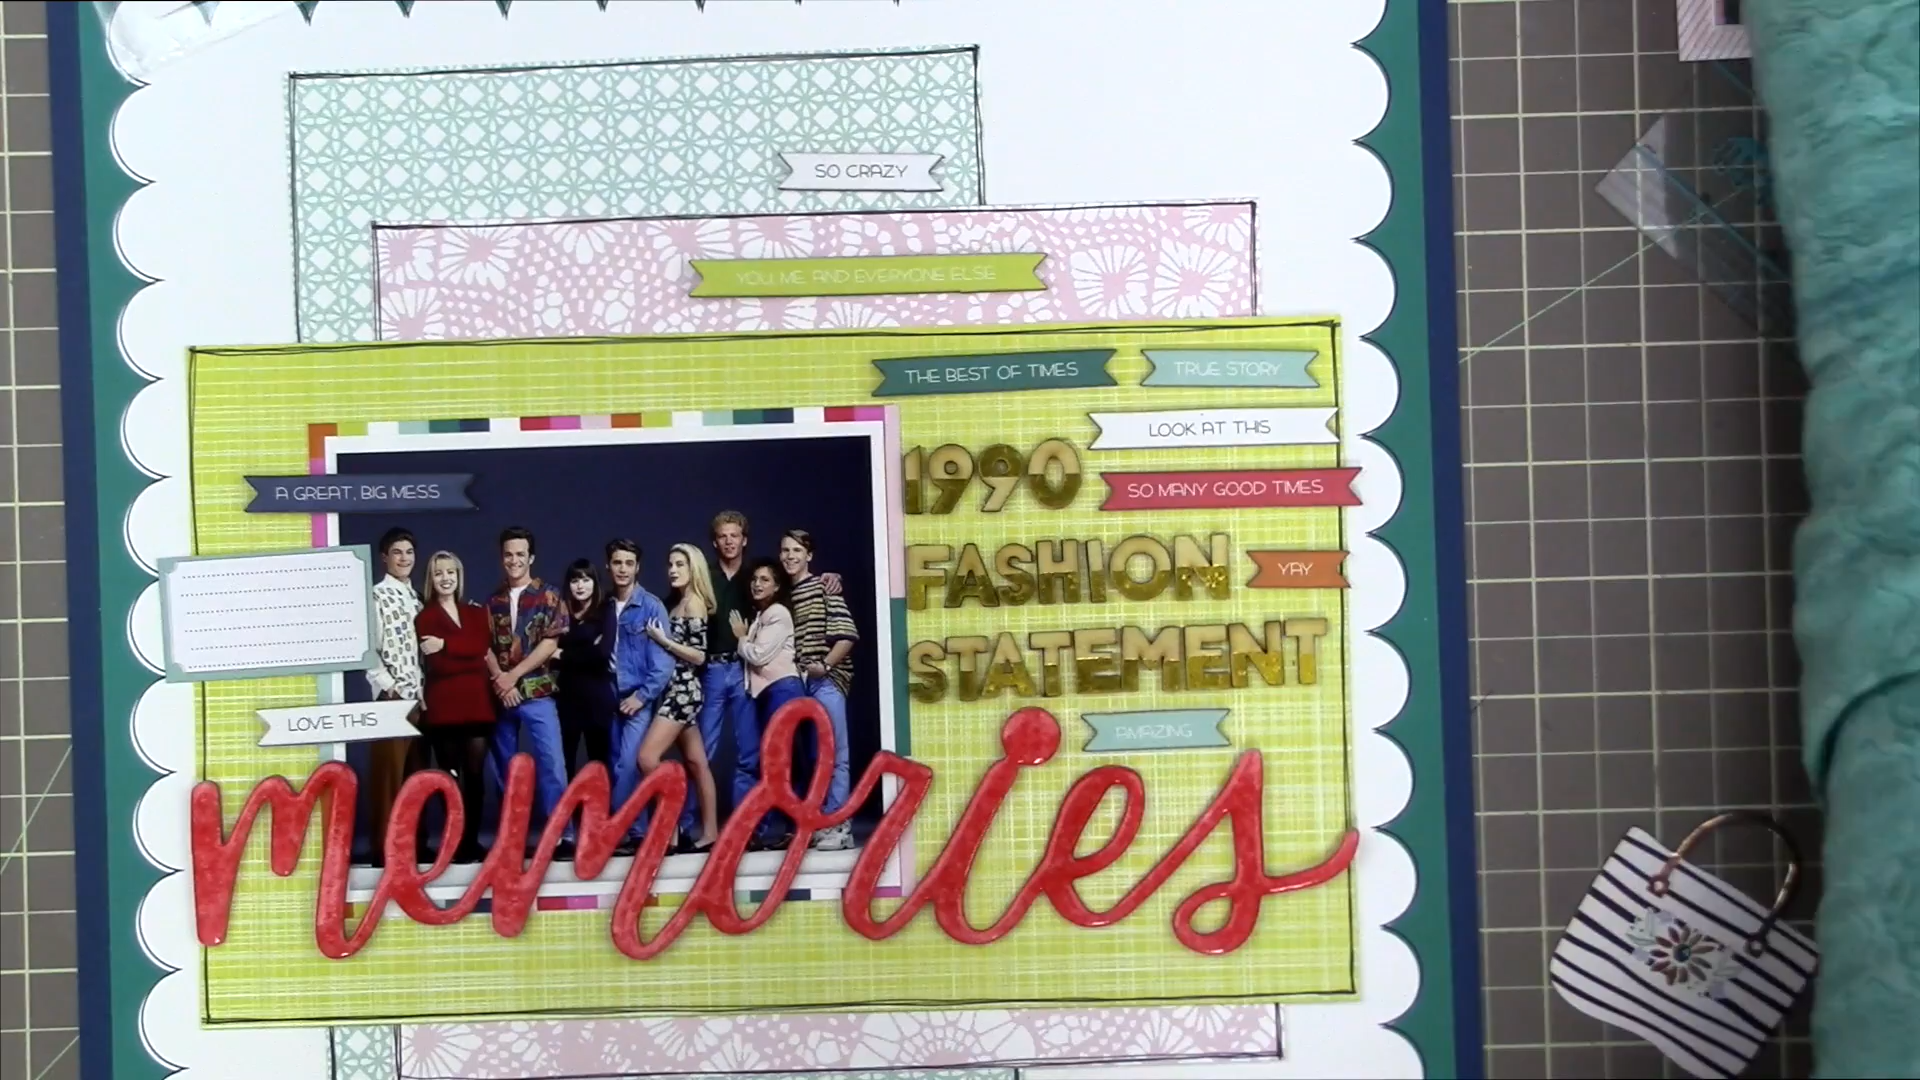 SO CRAZY
YOU, ME AND EVERYONE ELSE
THE BEST OF TIMES
TRUE STORY
LOOK AT THIS
1990
SO MANY GOOD TIMES
A GREAT, BIG MESS
FASHION
YAY
STATEMENT
LOVE THIS
AMAZING
memories